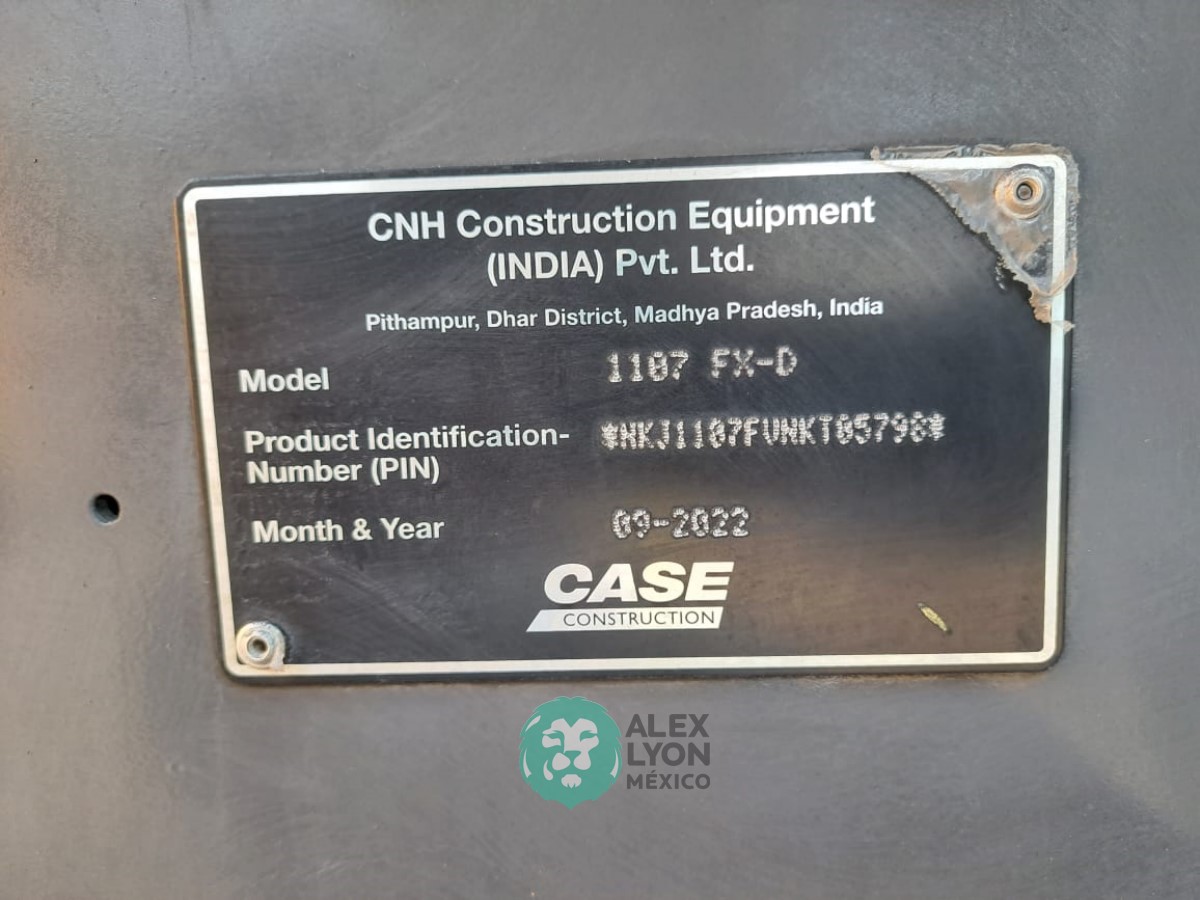 CNH Construction Equipment
(INDIA) Pvt. Ltd.
Pithampur, Dhar District, Madhya Pradesh, India
Model 1107 FX-D
Product Identification- *NKJ1107FVNKT05798*
Number (PIN)
Month & Year 09-2022
CASE
CONSTRUCTION
ALEX
LYON
MÉXICO